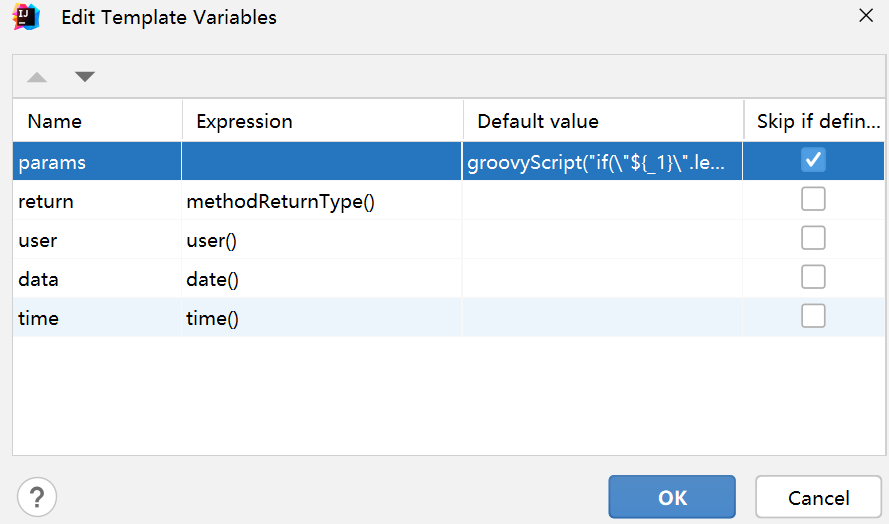 Edit Template Variables
Name Expression Default value Skip if defin...
params groovyScript("if(\"${_1}\".le...
return methodReturnType()
user user()
data date()
time time()
? OK Cancel